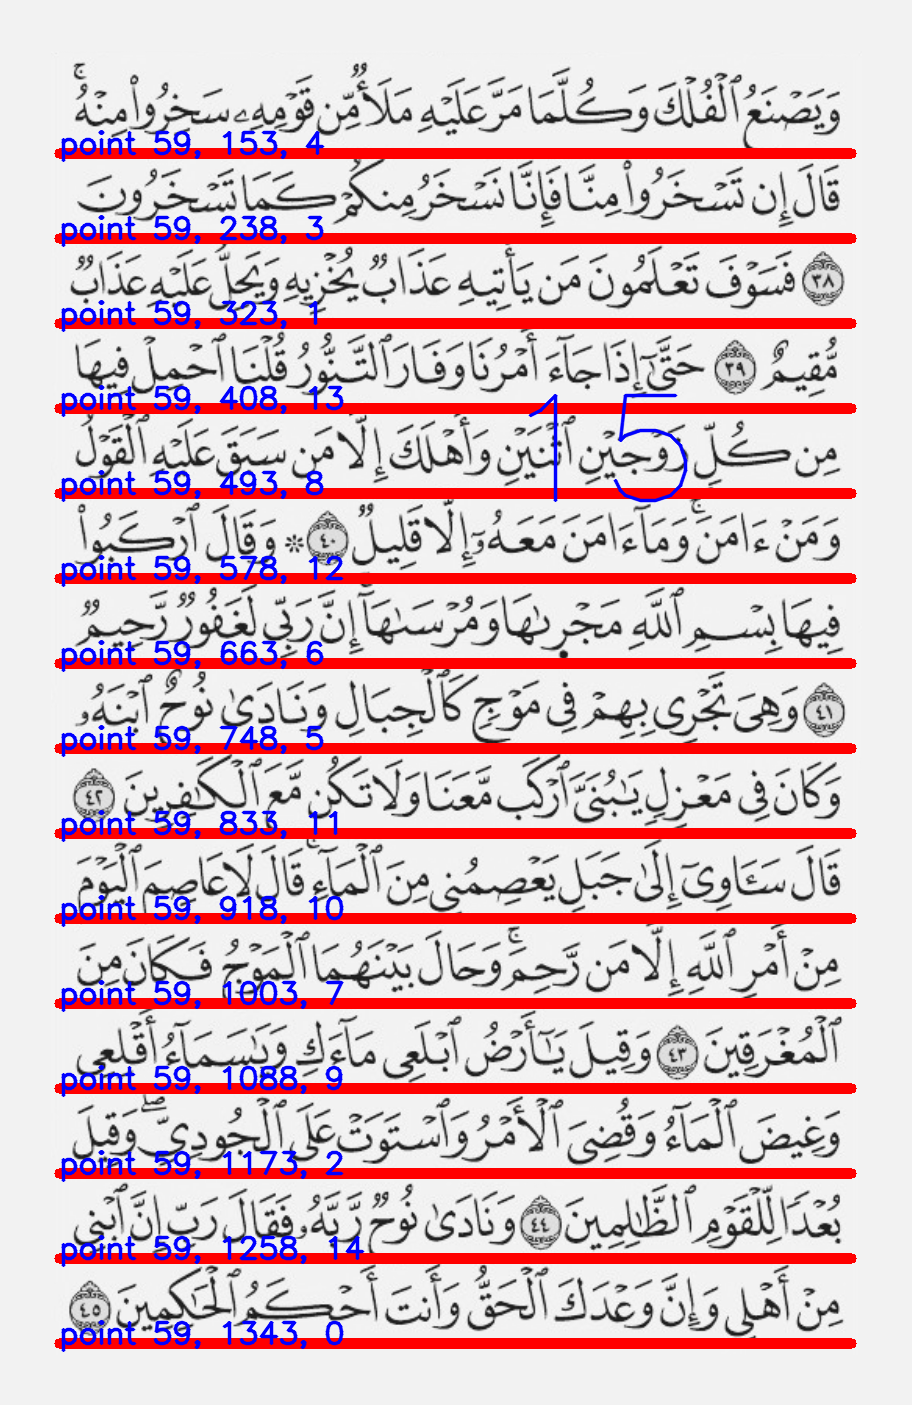 وَيَصْنَعُ ٱلْفُلْكَ وَكُلَّمَا مَرَّ عَلَيْهِ مَلَأٌ مِّن قَوْمِهِۦ سَخِرُوا۟ مِنْهُ ۚ
point 59, 153, 4
قَالَ إِن تَسْخَرُوا۟ مِنَّا فَإِنَّا نَسْخَرُ مِنكُمْ كَمَا تَسْخَرُونَ
point 59, 238, 3
٣٨ فَسَوْفَ تَعْلَمُونَ مَن يَأْتِيهِ عَذَابٌ يُخْزِيهِ وَيَحِلُّ عَلَيْهِ عَذَابٌ
point 59, 323, 1
مُّقِيمٌ ٣٩ حَتَّىٰٓ إِذَا جَآءَ أَمْرُنَا وَفَارَ ٱلتَّنُّورُ قُلْنَا ٱحْمِلْ فِيهَا
point 59, 408, 13
15
مِن كُلٍّ زَوْجَيْنِ ٱثْنَيْنِ وَأَهْلَكَ إِلَّا مَن سَبَقَ عَلَيْهِ ٱلْقَوْلُ
point 59, 493, 8
وَمَنْ ءَامَنَ ۚ وَمَآ ءَامَنَ مَعَهُۥٓ إِلَّا قَلِيلٌ ٤٠ ۞ وَقَالَ ٱرْكَبُوا۟
point 59, 578, 12
فِيهَا بِسْمِ ٱللَّهِ مَجْر۪ىٰهَا وَمُرْسَىٰهَآ ۚ إِنَّ رَبِّى لَغَفُورٌ رَّحِيمٌ
point 59, 663, 6
٤١ وَهِىَ تَجْرِى بِهِمْ فِى مَوْجٍ كَٱلْجِبَالِ وَنَادَىٰ نُوحٌ ٱبْنَهُۥ
point 59, 748, 5
وَكَانَ فِى مَعْزِلٍ يَـٰبُنَىَّ ٱرْكَب مَّعَنَا وَلَا تَكُن مَّعَ ٱلْكَـٰفِرِينَ ٤٢
point 59, 833, 11
قَالَ سَـَٔاوِىٓ إِلَىٰ جَبَلٍ يَعْصِمُنِى مِنَ ٱلْمَآءِ ۚ قَالَ لَا عَاصِمَ ٱلْيَوْمَ
point 59, 918, 10
مِنْ أَمْرِ ٱللَّهِ إِلَّا مَن رَّحِمَ ۚ وَحَالَ بَيْنَهُمَا ٱلْمَوْجُ فَكَانَ مِنَ
point 59, 1003, 7
ٱلْمُغْرَقِينَ ٤٣ وَقِيلَ يَـٰٓأَرْضُ ٱبْلَعِى مَآءَكِ وَيَـٰسَمَآءُ أَقْلِعِى
point 59, 1088, 9
وَغِيضَ ٱلْمَآءُ وَقُضِىَ ٱلْأَمْرُ وَٱسْتَوَتْ عَلَى ٱلْجُودِىِّ ۖ وَقِيلَ
point 59, 1173, 2
بُعْدًا لِّلْقَوْمِ ٱلظَّـٰلِمِينَ ٤٤ وَنَادَىٰ نُوحٌ رَّبَّهُۥ فَقَالَ رَبِّ إِنَّ ٱبْنِى
point 59, 1258, 14
مِنْ أَهْلِى وَإِنَّ وَعْدَكَ ٱلْحَقُّ وَأَنتَ أَحْكَمُ ٱلْحَـٰكِمِينَ ٤٥
point 59, 1343, 0